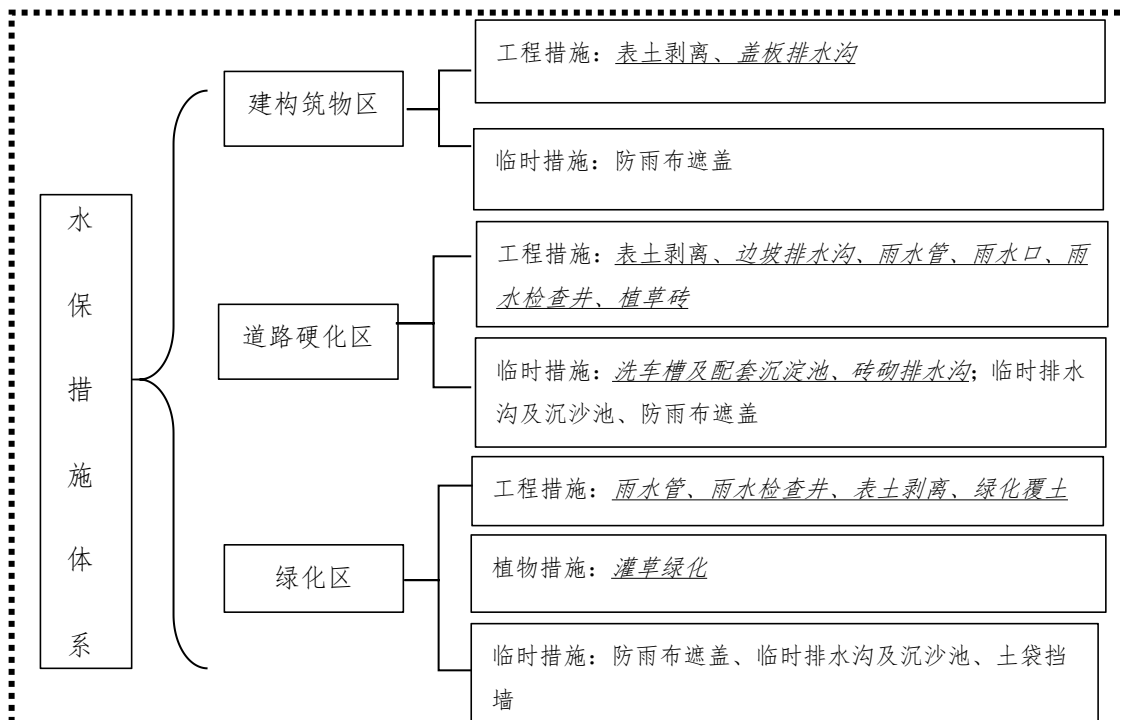 水保措施体系
建构筑物区
工程措施：表土剥离、盖板排水沟
临时措施：防雨布遮盖
道路硬化区
工程措施：表土剥离、边坡排水沟、雨水管、雨水口、雨
水检查井、植草砖
临时措施：洗车槽及配套沉淀池、砖砌排水沟；临时排水
沟及沉沙池、防雨布遮盖
绿化区
工程措施：雨水管、雨水检查井、表土剥离、绿化覆土
植物措施：灌草绿化
临时措施：防雨布遮盖、临时排水沟及沉沙池、土袋挡
墙